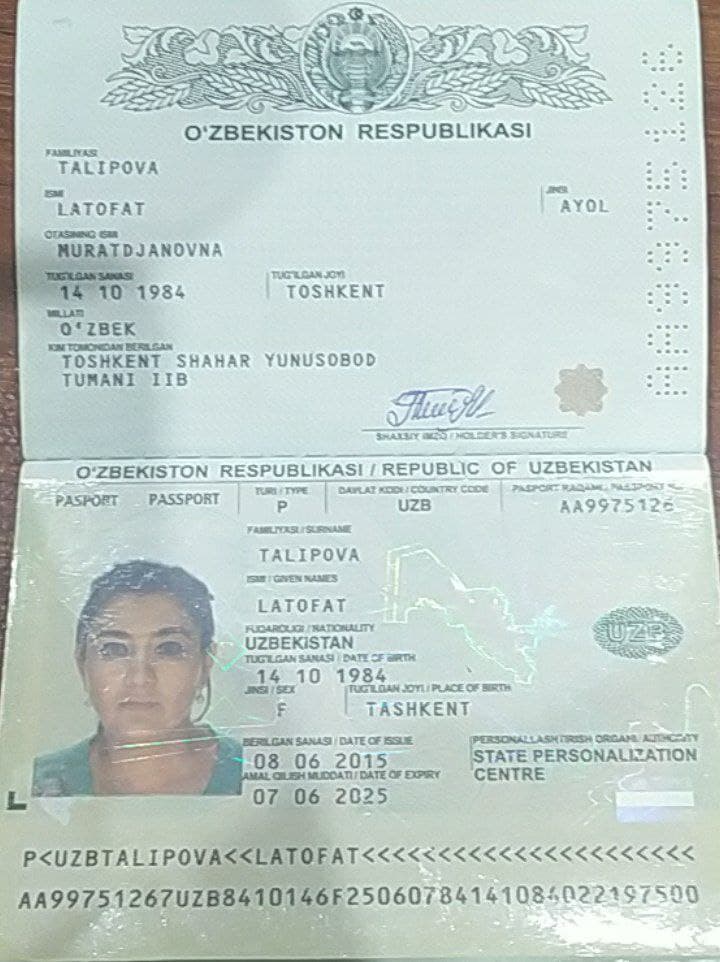 O'ZBEKISTON RESPUBLIKASI
FAMILIYASI
TALIPOVA
ISMI
LATOFAT
JINSI
AYOL
OTASINING ISMI
MURATDJANOVNA
TUG'ILGAN SANASI
14 10 1984
TUG'ILGAN JOYI
TOSHKENT
MILLATI
O'ZBEK
KIM TOMONIDAN BERILGAN
TOSHKENT SHAHAR YUNUSOBOD
TUMANI IIB
SHAXSIY IMZO / HOLDER'S SIGNATURE
O'ZBEKISTON RESPUBLIKASI / REPUBLIC OF UZBEKISTAN
PASPORT PASSPORT
TURI / TYPE
P
DAVLAT KODI / COUNTRY CODE
UZB
PASPORT RAQAMI / PASSPORT
AA9975126
FAMILIYASI / SURNAME
TALIPOVA
ISMI / GIVEN NAMES
LATOFAT
FUQAROLIGI / NATIONALITY
UZBEKISTAN
UZB
TUG'ILGAN SANASI / DATE OF BIRTH
14 10 1984
JINSI / SEX
F
TUG'ILGAN JOYI / PLACE OF BIRTH
TASHKENT
BERILGAN SANASI / DATE OF ISSUE
08 06 2015
PERSONALLASHTIRISH ORGANI / AUTHORITY
STATE PERSONALIZATION
CENTRE
AMAL QILISH MUDDATI / DATE OF EXPIRY
07 06 2025
P<UZBTALIPOVA<<LATOFAT<<<<<<<<<<<<<<<<<<<<<<
AA99751267UZB8410146F25060784141084022197500